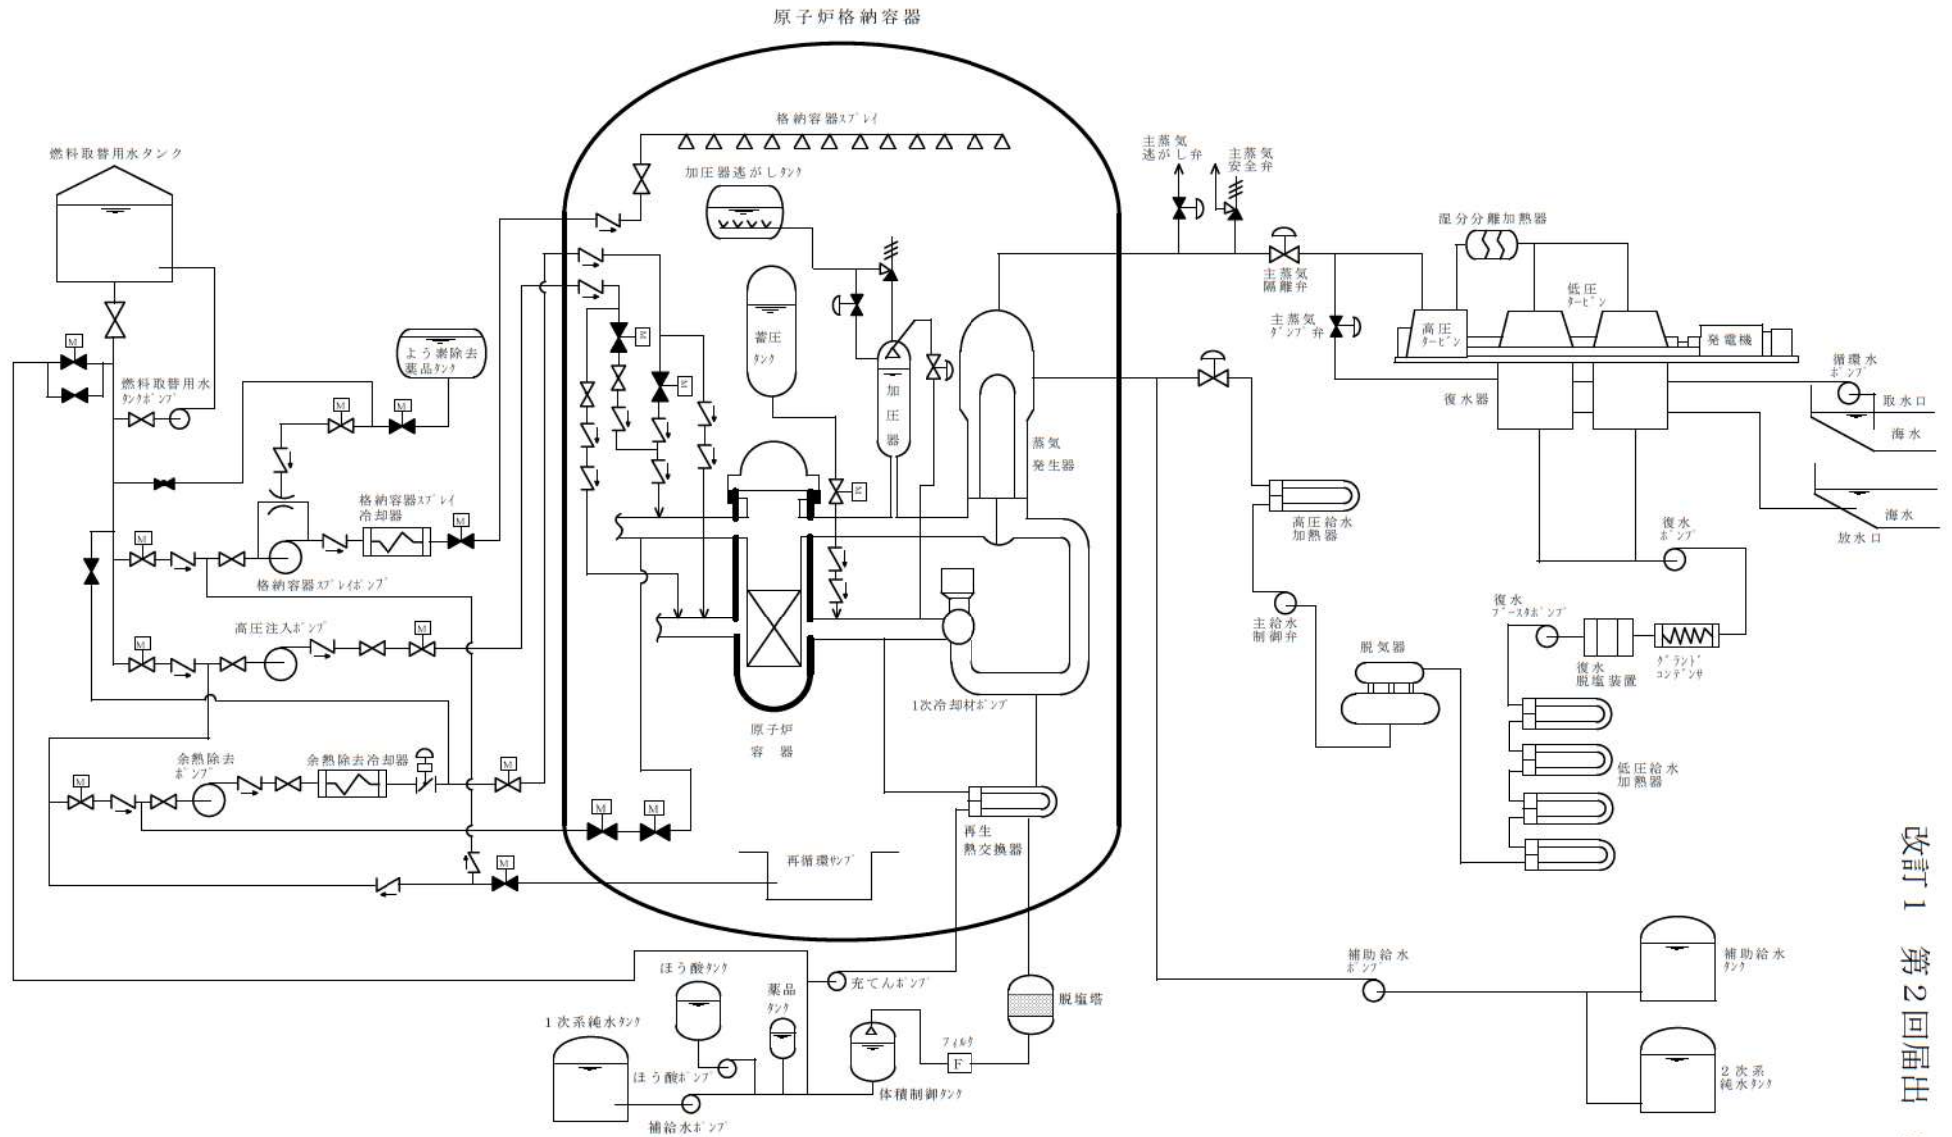 原子炉格納容器
格納容器スプレイ
燃料取替用水タンク
加圧器逃がしタンク
主蒸気
逃がし弁
主蒸気
安全弁
湿分分離加熱器
主蒸気
隔離弁
低圧
タービン
主蒸気
ダンプ弁
高圧
タービン
発電機
循環水
ポンプ
取水口
海水
復水器
M
M
蓄圧
タンク
よう素除去
薬品タンク
燃料取替用水
タンクポンプ
M
M
加
圧
器
蒸気
発生器
M
格納容器スプレイ
冷却器
M
M
格納容器スプレイポンプ
高圧給水
加熱器
海水
放水口
復水
ポンプ
復水
ブースタポンプ
主給水
制御弁
高圧注入ポンプ
M
M
脱気器
復水
脱塩装置
グランド
コンデンサ
1次冷却材ポンプ
原子炉
容 器
余熱除去
ポンプ
余熱除去冷却器
M
M
低圧給水
加熱器
M
M
再生
熱交換器
再循環サンプ
M
改訂1 第2回届出
補助給水
ポンプ
補助給水
タンク
ほう酸タンク
薬品
タンク
充てんポンプ
脱塩塔
1次系純水タンク
フィルタ
F
ほう酸ポンプ
体積制御タンク
補給水ポンプ
2次系
純水タンク